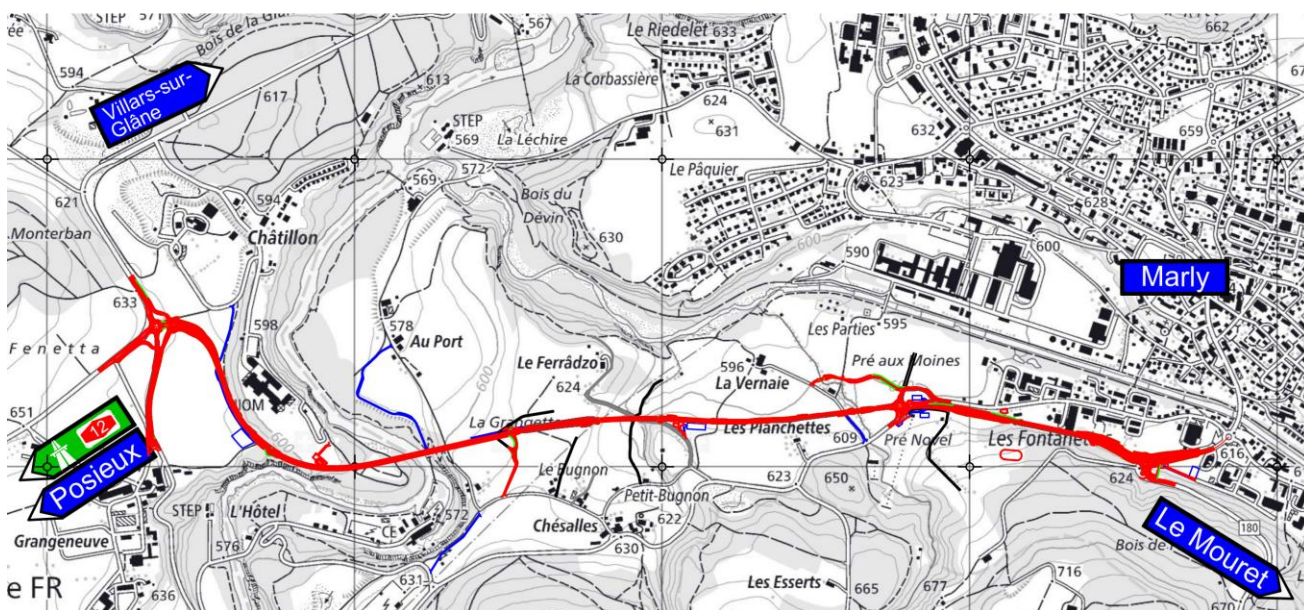 STEP
571
567
Le Riedelet
633
662
Bois de la
594
Villars-sur-
Glâne
617
613
La Corbassière
624
631
632
659
STEP
569
La Léchire
572
569
Le Pâquier
623
628
621
594
Bois du
Dévin
630
600
600
590
Monterban
Châtillon
Marly
633
598
578
Au Port
Les Parties
595
Fenetta
600
Le Ferrâdzo
624
596
La Vernaie
Pré aux Moines
651
12
Posieux
600
La Grangette
Les Planchettes
609
Pré Novel
Les Fontanettes
616
Le Bugnon
623
650
624
STEP
L'Hôtel
572
Petit-Bugnon
622
Chésalles
630
Grangeneuve
576
CE
631
180
Le Mouret
Les Esserts
665
677
716
e FR
636